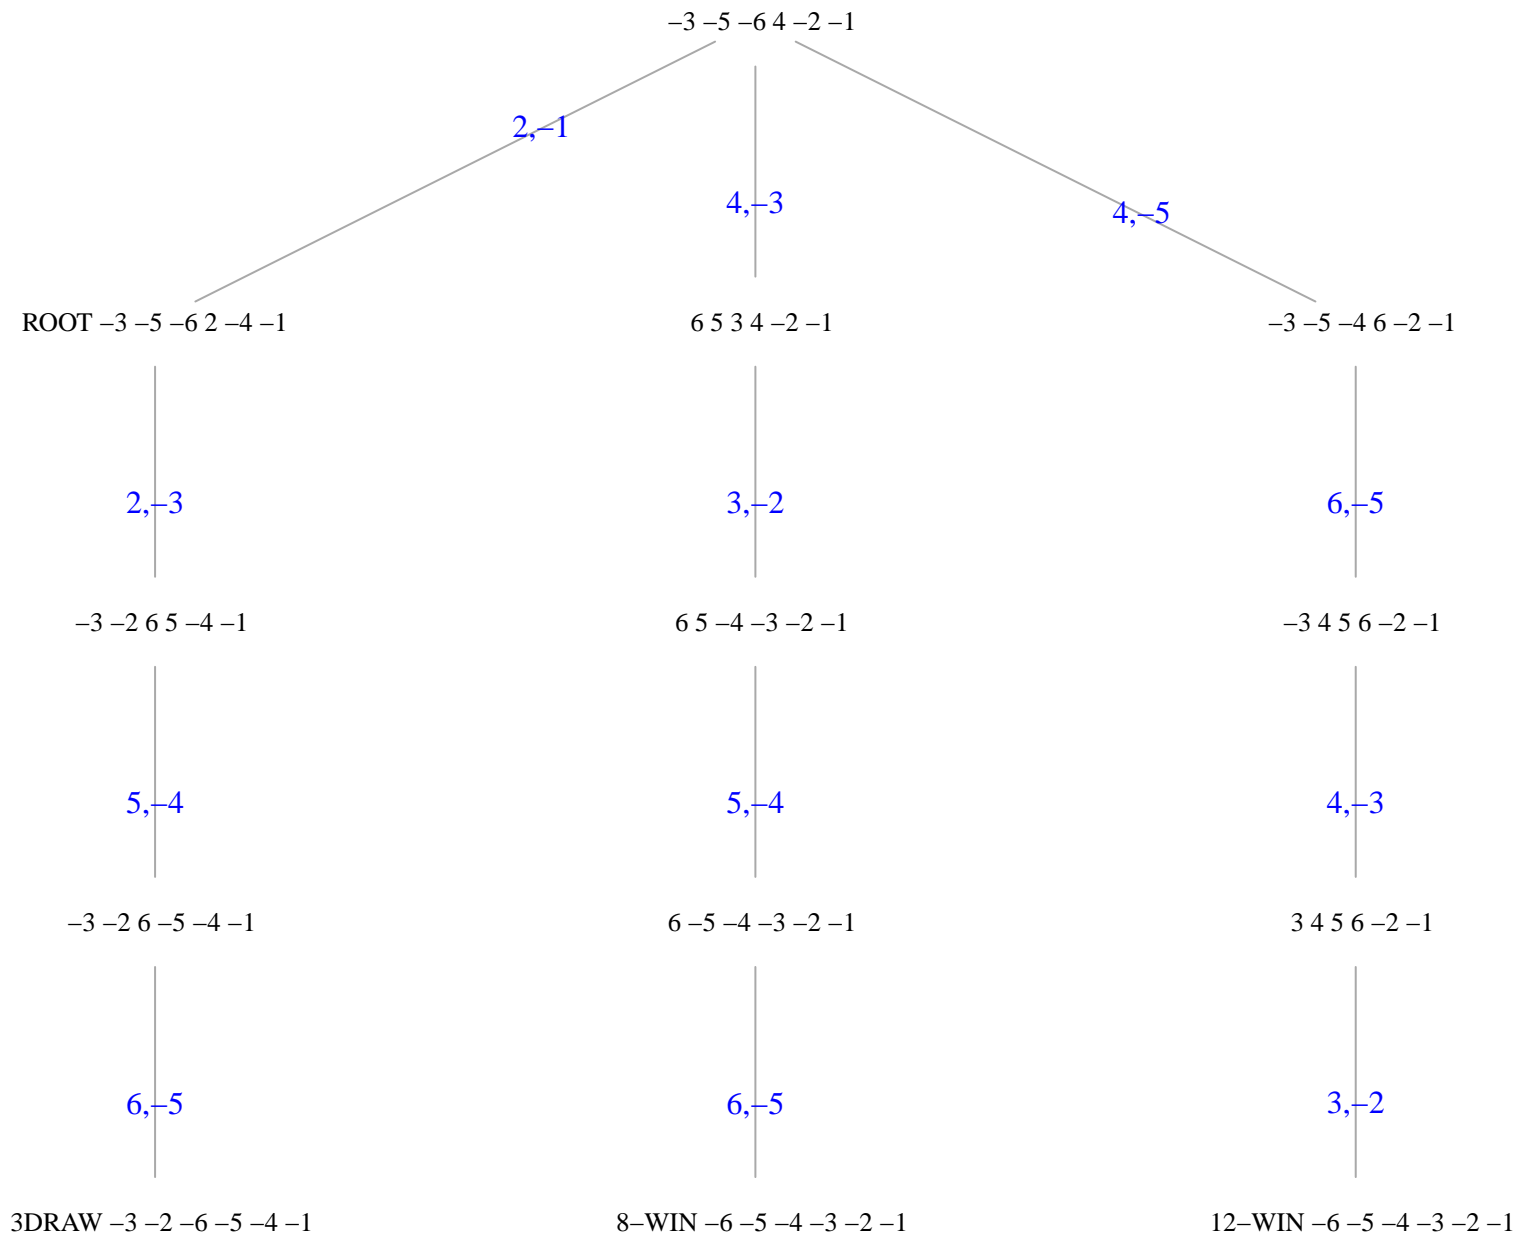 –3 –5 –6 4 –2 –1
2,–1
4,–3
4,–5
ROOT –3 –5 –6 2 –4 –1
6 5 3 4 –2 –1
–3 –5 –4 6 –2 –1
2,–3
3,–2
6,–5
–3 –2 6 5 –4 –1
6 5 –4 –3 –2 –1
–3 4 5 6 –2 –1
5,–4
5,–4
4,–3
–3 –2 6 –5 –4 –1
6 –5 –4 –3 –2 –1
3 4 5 6 –2 –1
6,–5
6,–5
3,–2
3DRAW –3 –2 –6 –5 –4 –1
8–WIN –6 –5 –4 –3 –2 –1
12–WIN –6 –5 –4 –3 –2 –1